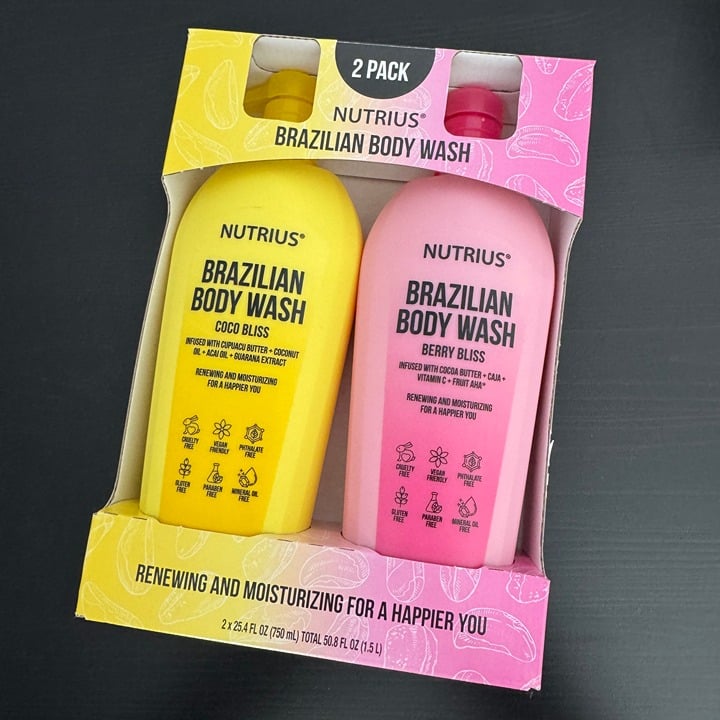 2 PACK
NUTRIUS®
BRAZILIAN BODY WASH
NUTRIUS®
BRAZILIAN
BODY WASH
COCO BLISS
INFUSED WITH CUPUACU BUTTER + COCONUT
OIL + ACAI OIL + GUARANA EXTRACT
RENEWING AND MOISTURIZING
FOR A HAPPIER YOU
CRUELTY
FREE
VEGAN
FRIENDLY
PHTHALATE
FREE
GLUTEN
FREE
PARABEN
FREE
MINERAL OIL
FREE
NUTRIUS®
BRAZILIAN
BODY WASH
BERRY BLISS
INFUSED WITH COCOA BUTTER + CAJA +
VITAMIN C + FRUIT AHA*
RENEWING AND MOISTURIZING
FOR A HAPPIER YOU
CRUELTY
FREE
VEGAN
FRIENDLY
PHTHALATE
FREE
GLUTEN
FREE
PARABEN
FREE
MINERAL OIL
FREE
RENEWING AND MOISTURIZING FOR A HAPPIER YOU
2 x 25.4 FL OZ (750 mL) TOTAL 50.8 FL OZ (1.5 L)